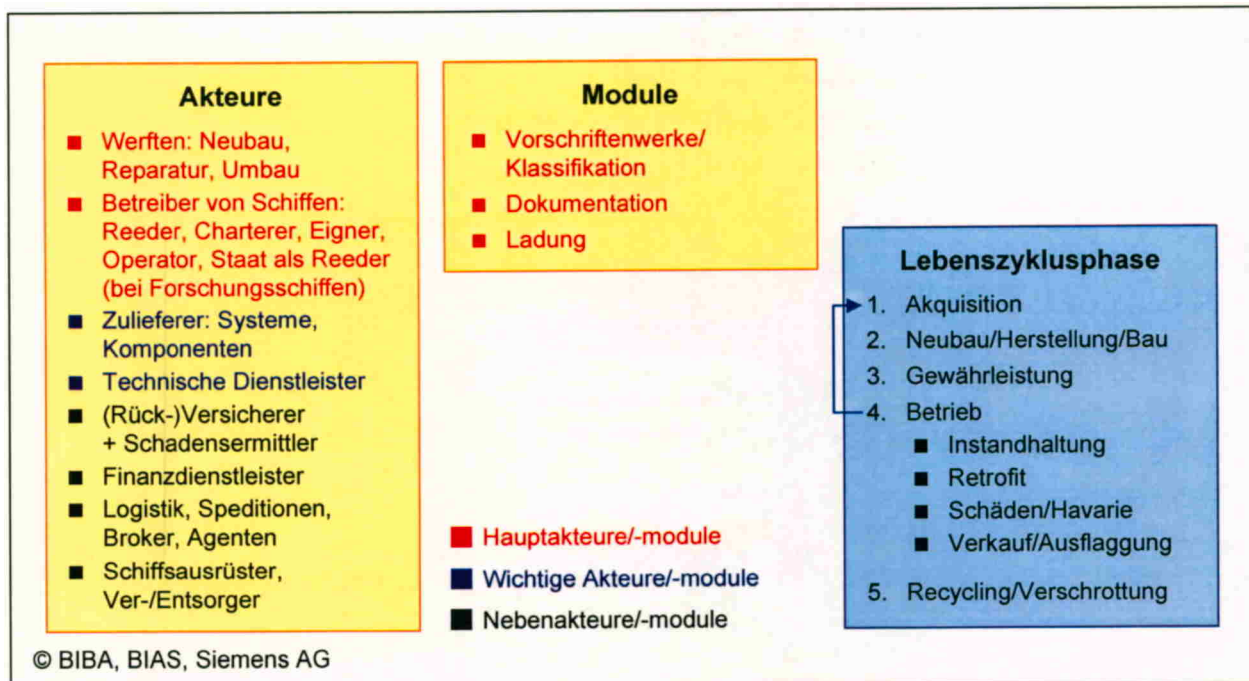 Akteure
Werften: Neubau,
Reparatur, Umbau
Betreiber von Schiffen:
Reeder, Charterer, Eigner,
Operator, Staat als Reeder
(bei Forschungsschiffen)
Zulieferer: Systeme,
Komponenten
Technische Dienstleister
(Rück-)Versicherer
+ Schadensermittler
Finanzdienstleister
Logistik, Speditionen,
Broker, Agenten
Schiffsausrüster,
Ver-/Entsorger
Module
Vorschriftenwerke/
Klassifikation
Dokumentation
Ladung
Hauptakteure/-module
Wichtige Akteure/-module
Nebenakteure/-module
Lebenszyklusphase
1. Akquisition
2. Neubau/Herstellung/Bau
3. Gewährleistung
4. Betrieb
Instandhaltung
Retrofit
Schäden/Havarie
Verkauf/Ausflaggung
5. Recycling/Verschrottung
© BIBA, BIAS, Siemens AG